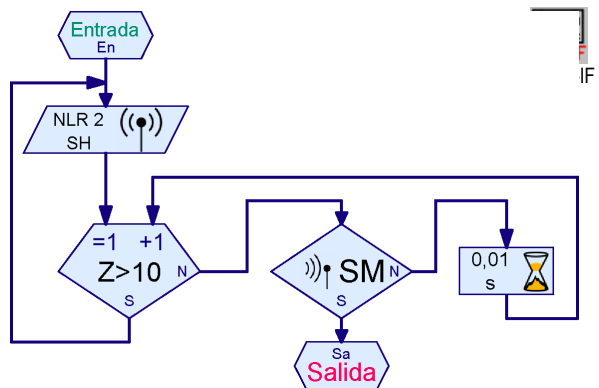 Entrada
En
NLR 2
SH
=1 +1
Z>10
N
S
SM
N
S
0,01
s
Sa
Salida
F
IF